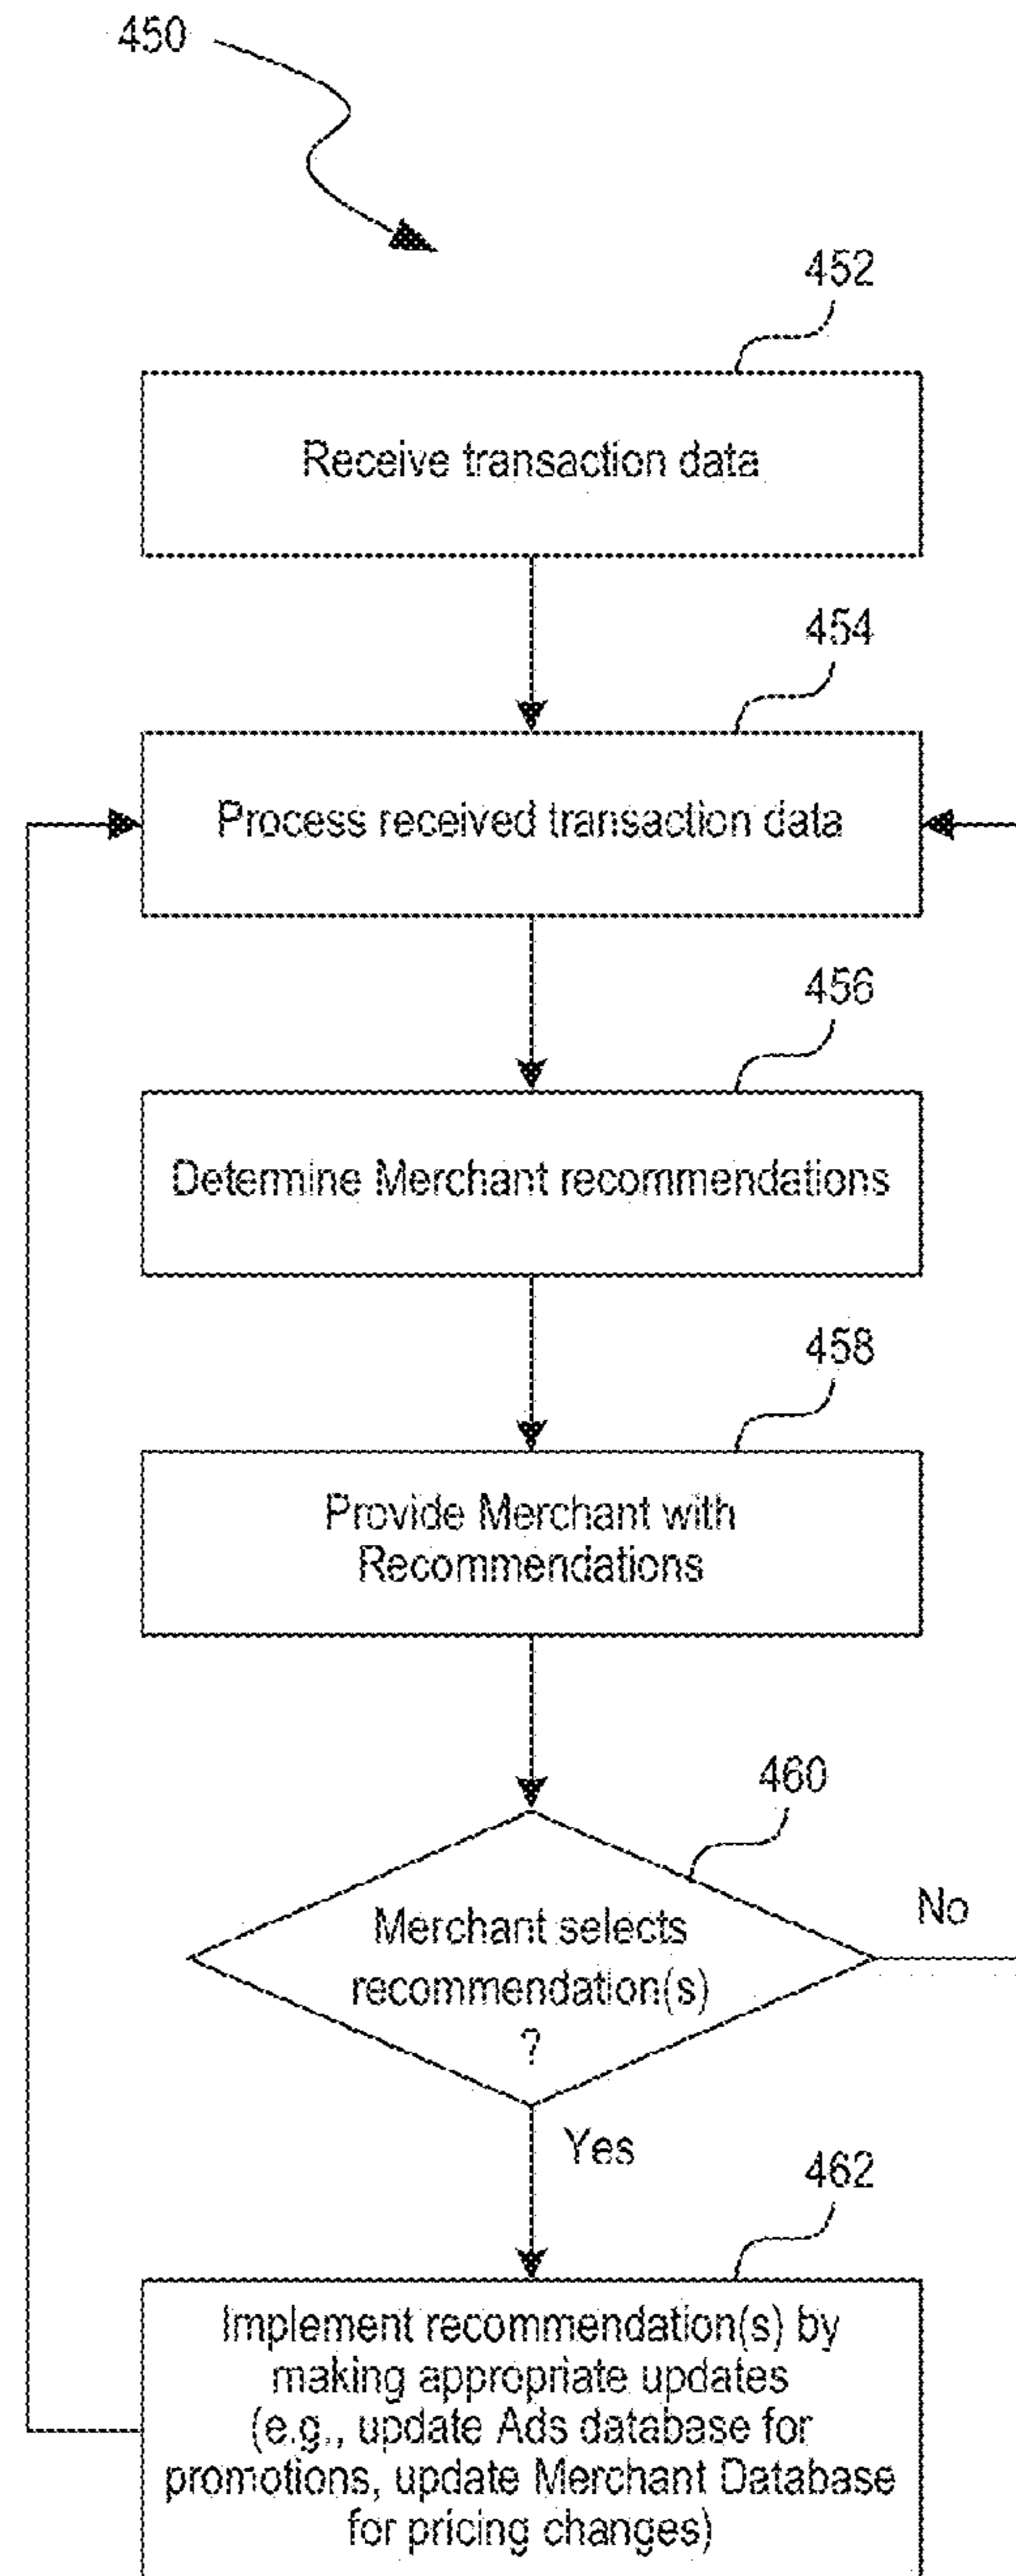 450
452
Receive transaction data
454
Process received transaction data
456
Determine Merchant recommendations
458
Provide Merchant with
Recommendations
460
Merchant selects
recommendation(s)
?
No
Yes
462
Implement recommendation(s) by
making appropriate updates
(e.g., update Ads database for
promotions, update Merchant Database
for pricing changes)